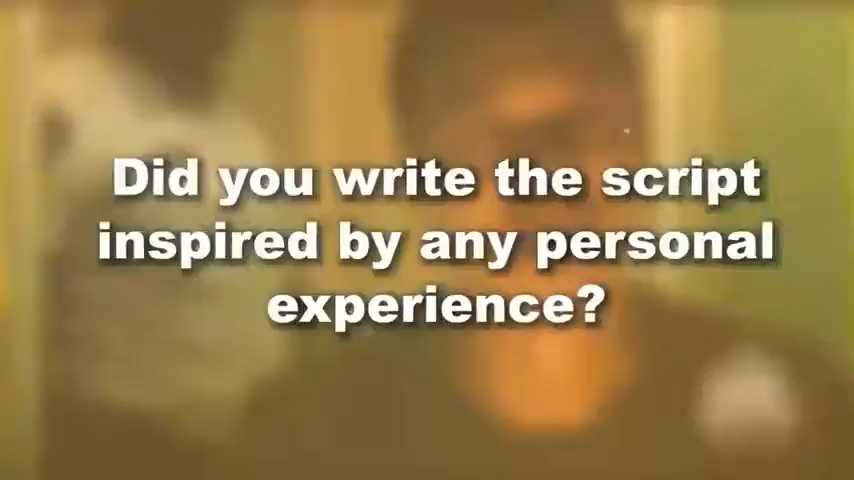 Did you write the script
inspired by any personal
experience?